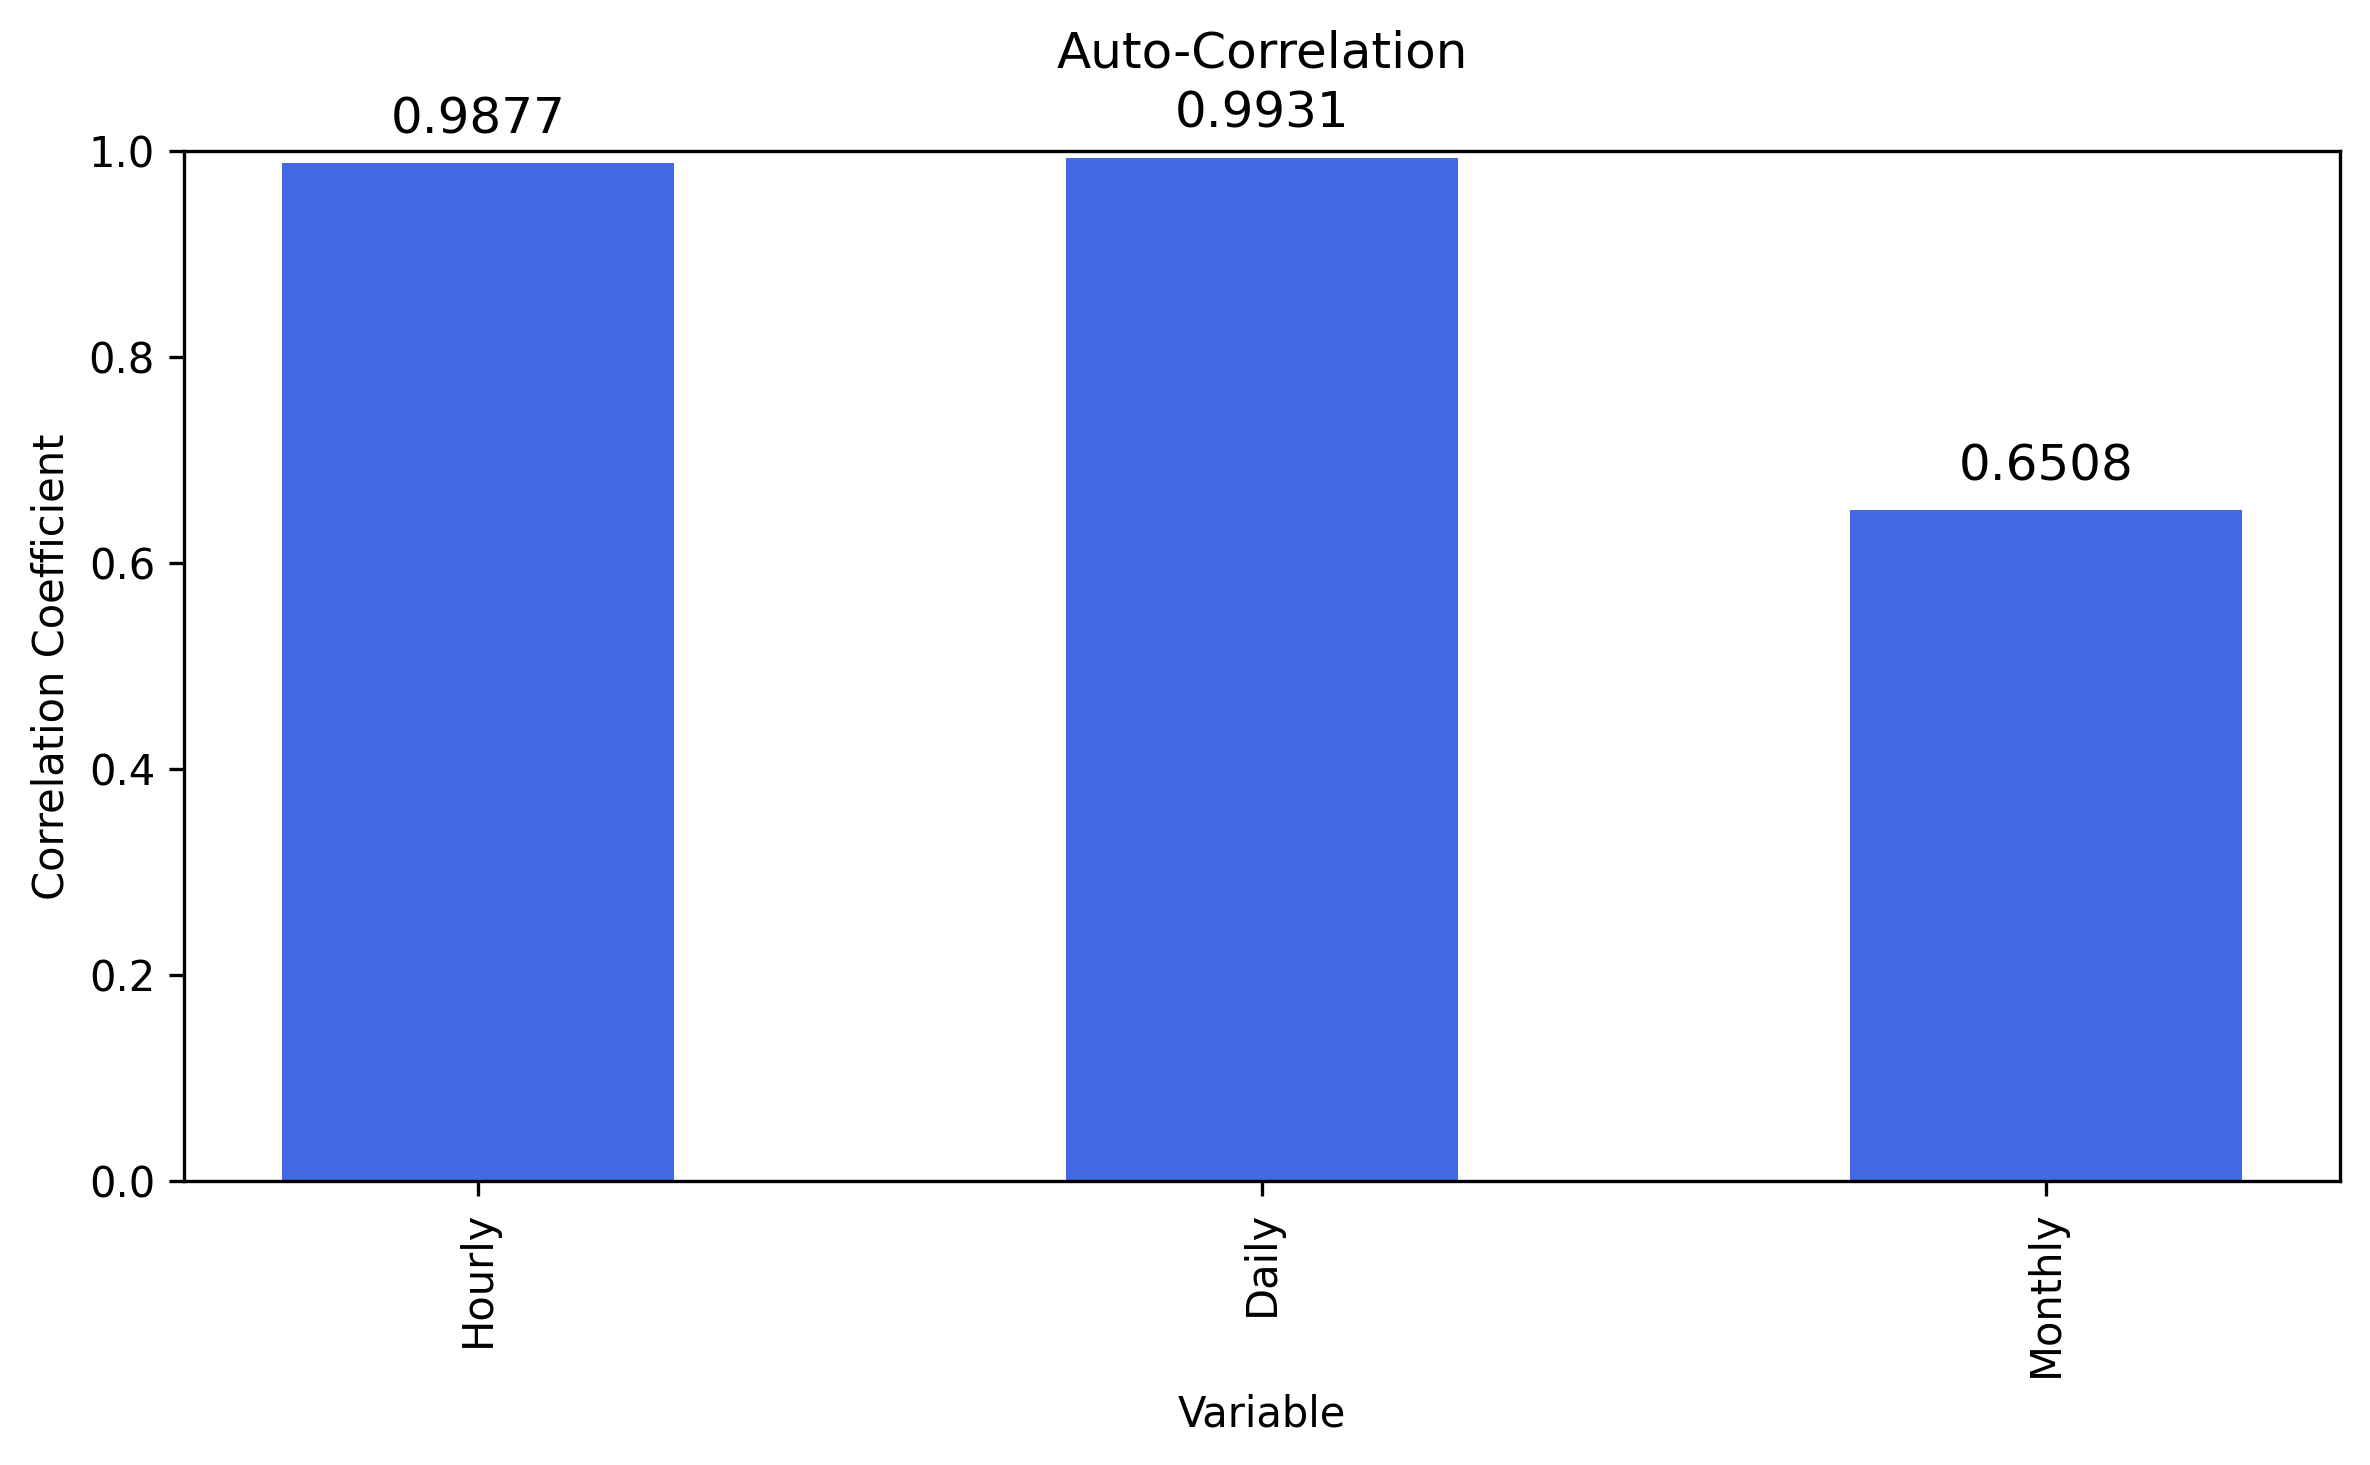 Auto-Correlation
0.9877
0.9931
0.6508
1.0
0.8
0.6
0.4
0.2
0.0
Correlation Coefficient
Hourly
Daily
Monthly
Variable